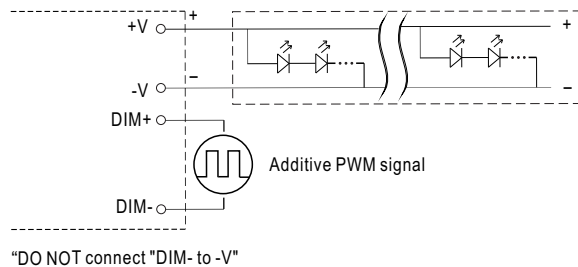 +V
+
-V
−
+
−
DIM+
Additive PWM signal
DIM-
“DO NOT connect "DIM- to -V"